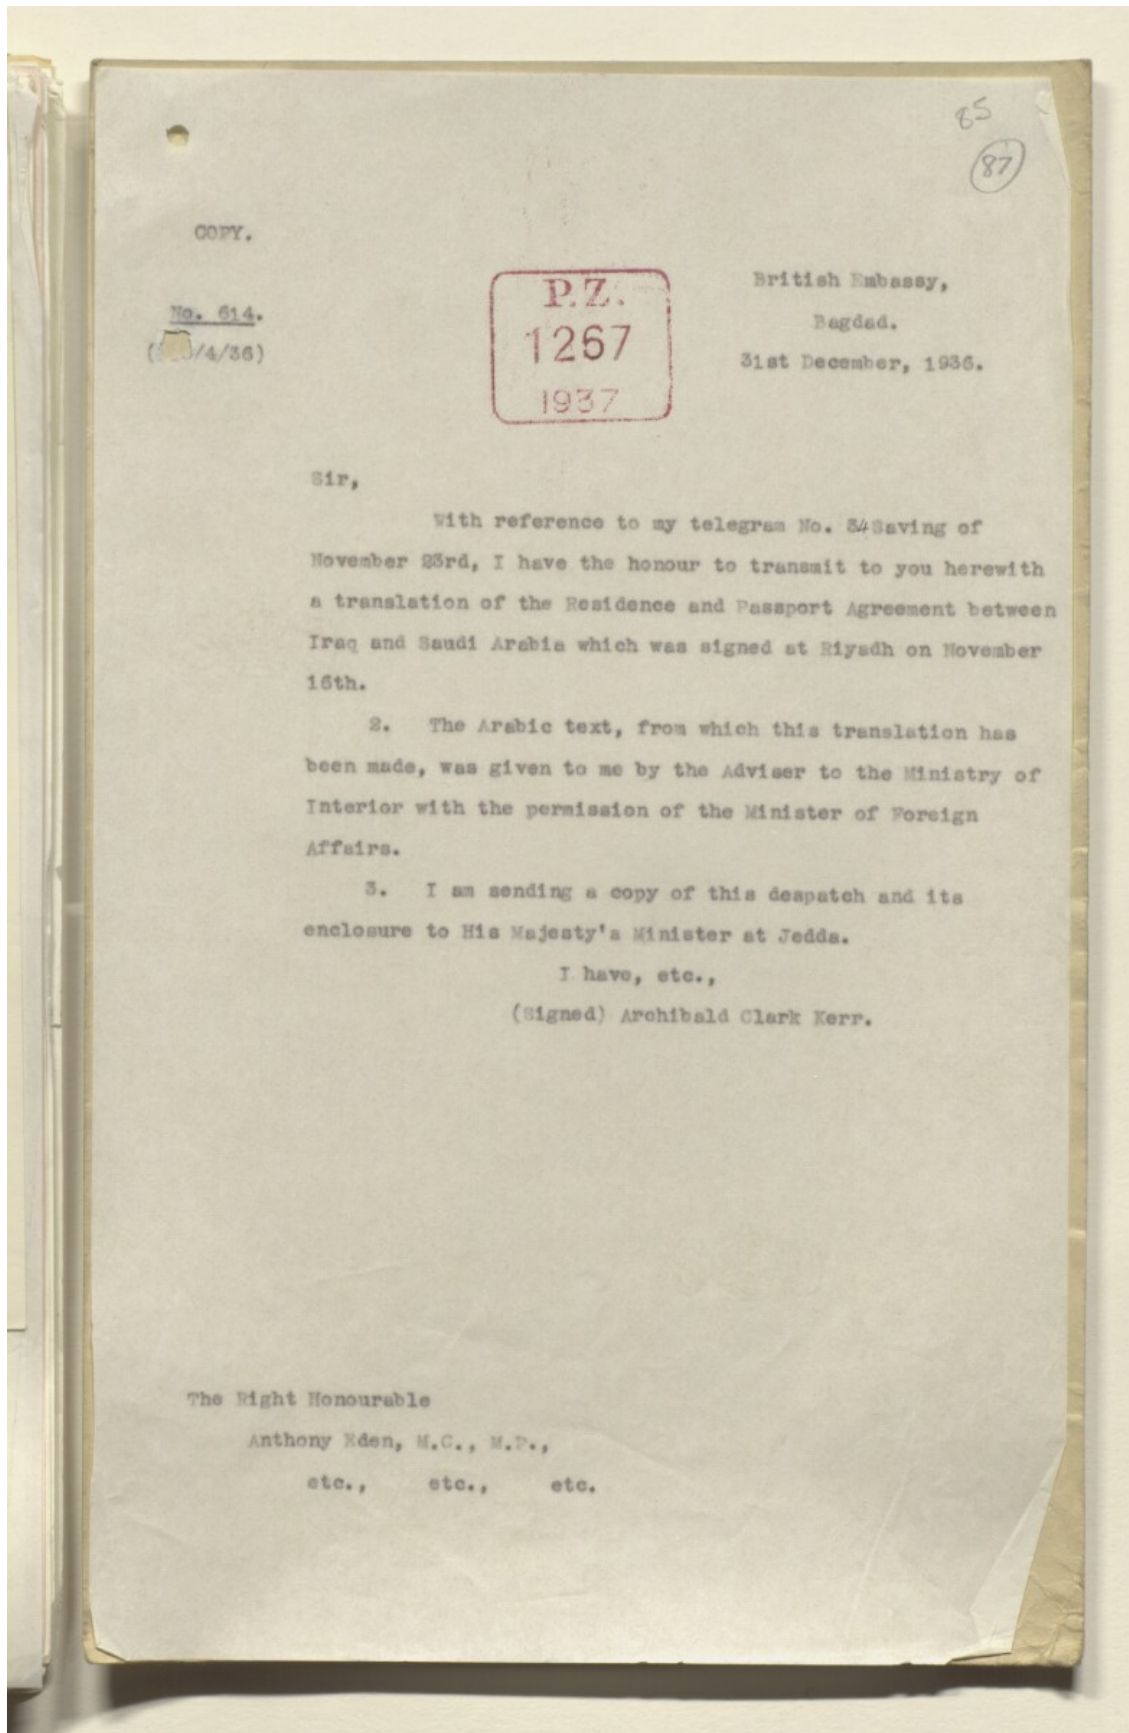 85
87
COPY.
P.Z.
1267
1937
British Embassy,
Bagdad.
31st December, 1936.
No. 614.
/4/36)
Sir,
With reference to my telegram No. 34 Saving of
November 23rd, I have the honour to transmit to you herewith
a translation of the Residence and Passport Agreement between
Iraq and Saudi Arabia which was signed at Riyadh on November
16th.
2. The Arabic text, from which this translation has
been made, was given to me by the Adviser to the Ministry of
Interior with the permission of the Minister of Foreign
Affairs.
3. I am sending a copy of this despatch and its
enclosure to His Majesty's Minister at Jedda.
I have, etc.,
(Signed) Archibald Clark Kerr.
The Right Honourable
Anthony Eden, M.C., M.P.,
etc., etc., etc.